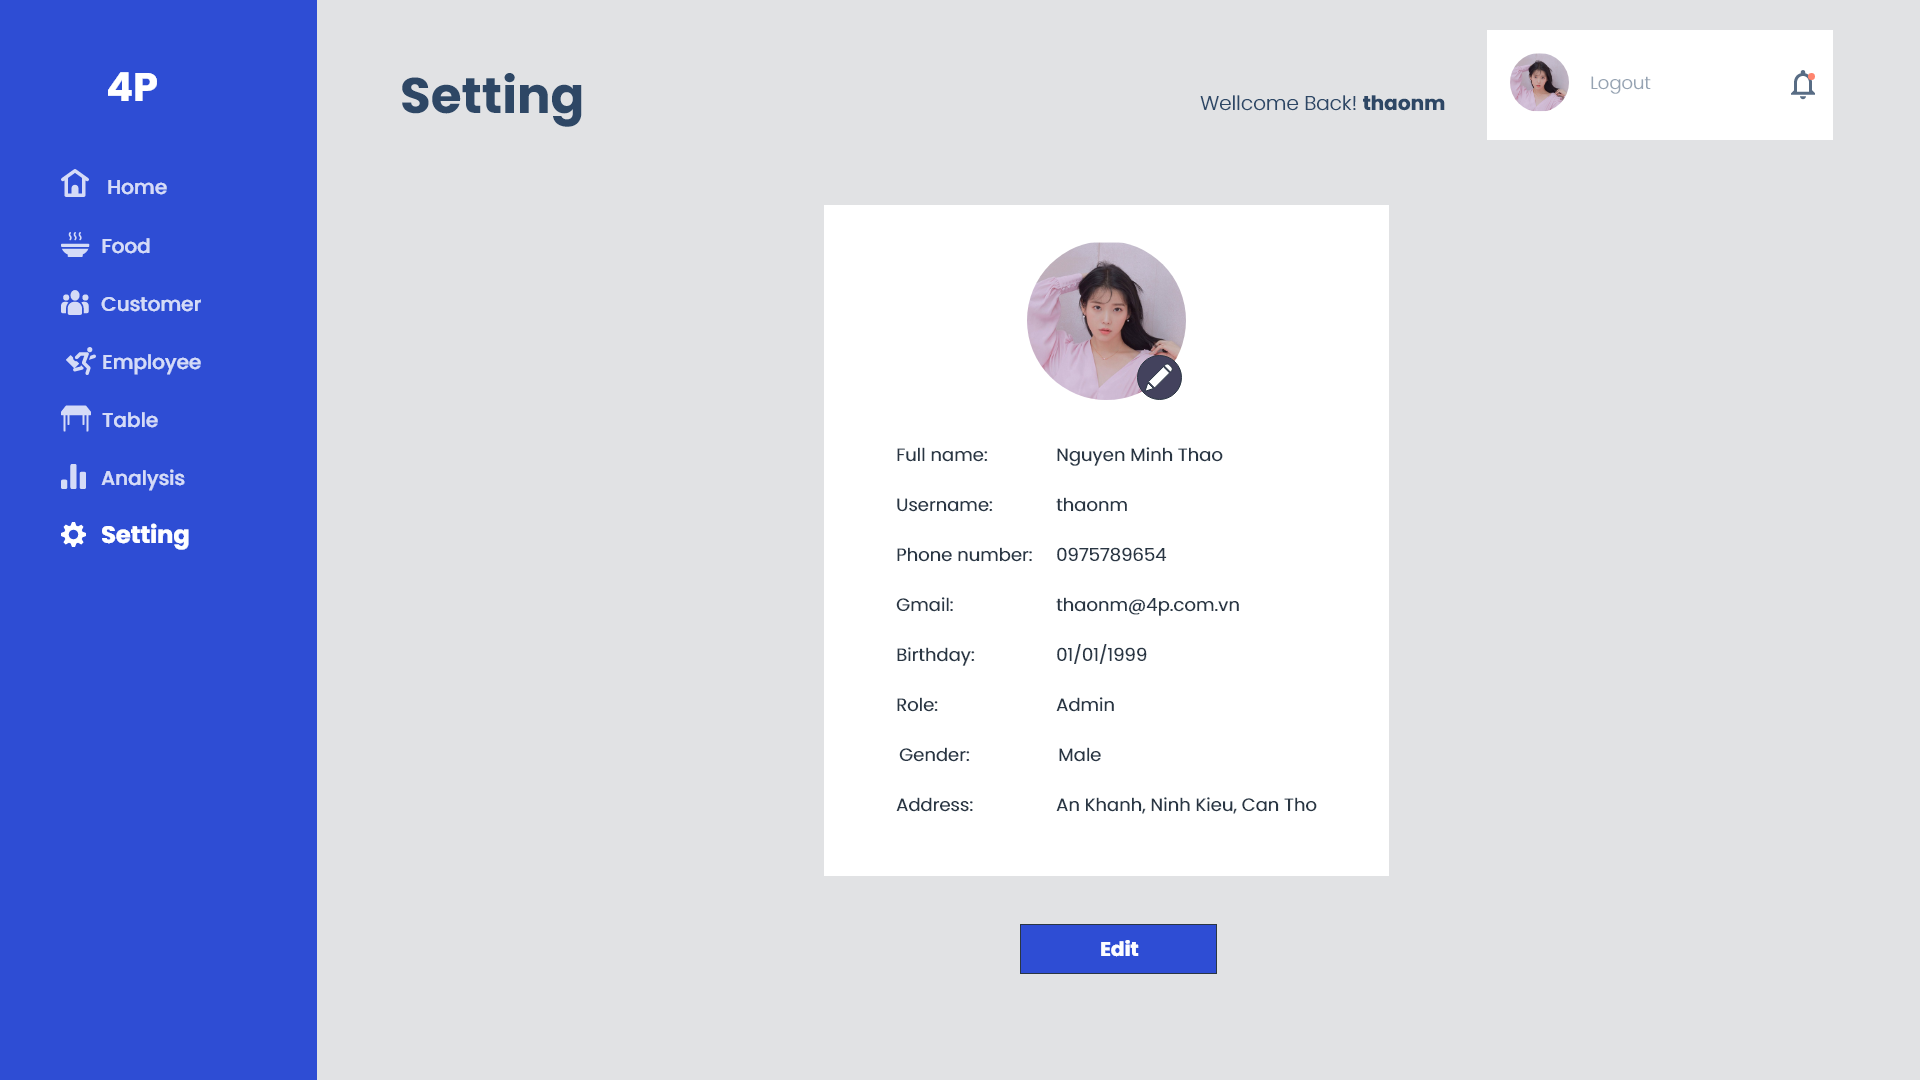 4P
Home
Food
Customer
Employee
Table
Analysis
Setting
Setting
Wellcome Back! thaonm
Logout
Full name: Nguyen Minh Thao
Username: thaonm
Phone number: 0975789654
Gmail: thaonm@4p.com.vn
Birthday: 01/01/1999
Role: Admin
Gender: Male
Address: An Khanh, Ninh Kieu, Can Tho
Edit